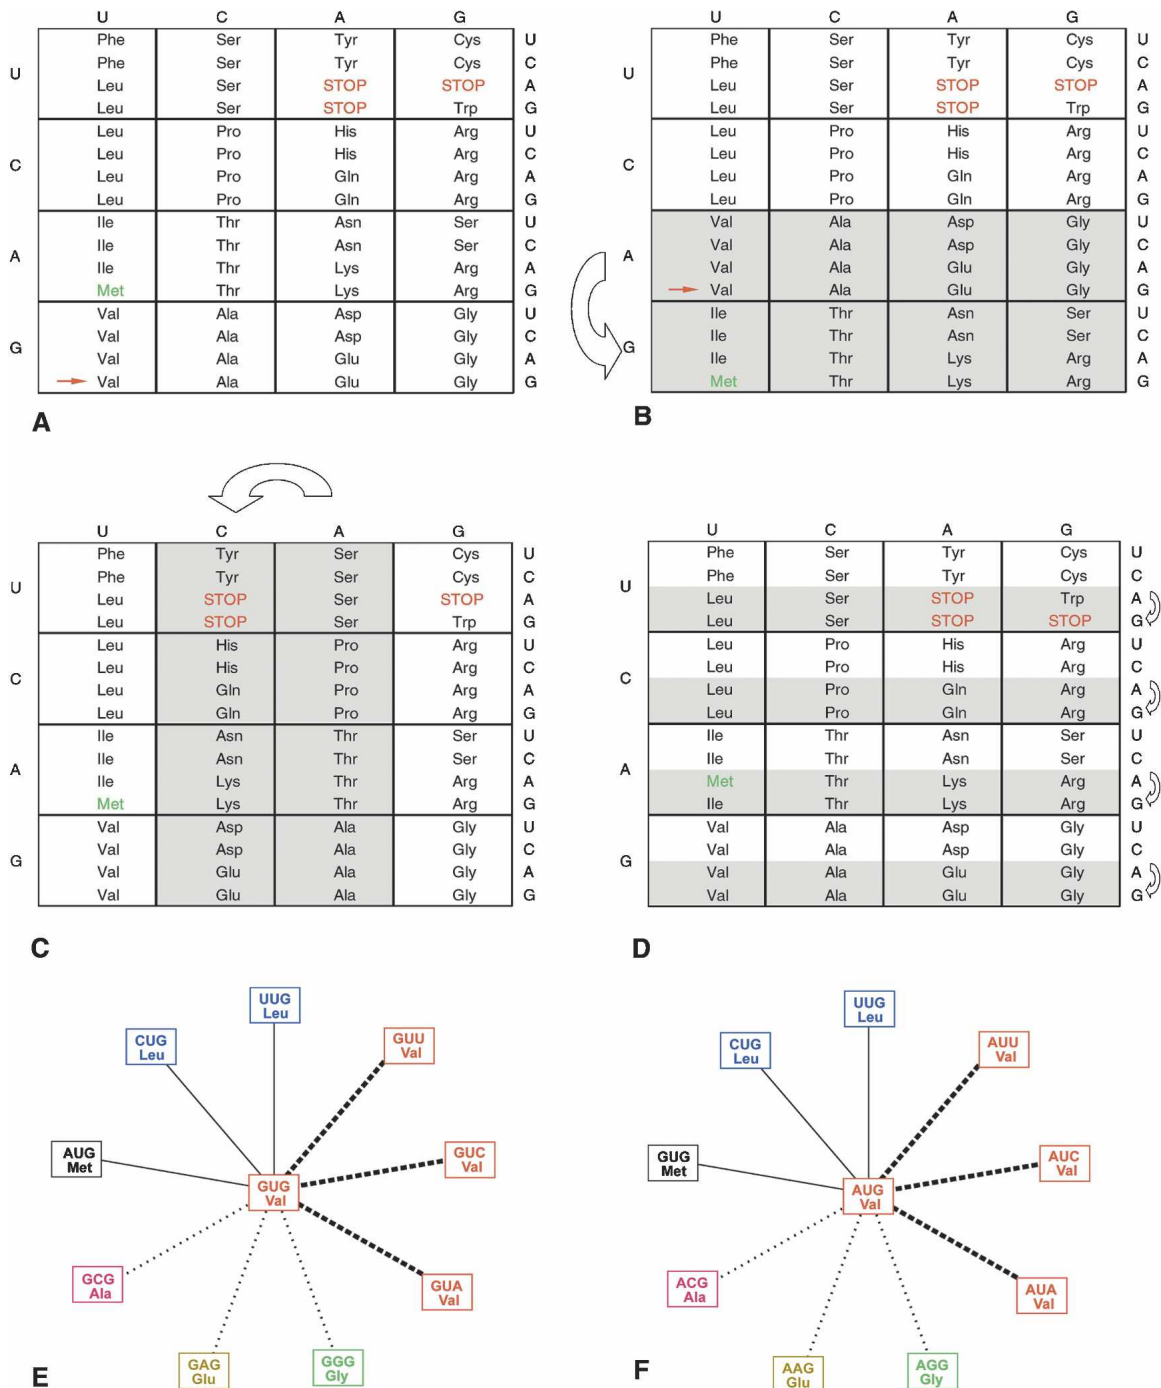 U C A G
Phe Ser Tyr Cys U
Phe Ser Tyr Cys C
U
Leu Ser STOP STOP A
Leu Ser STOP Trp G
Leu Pro His Arg U
Leu Pro His Arg C
C
Leu Pro Gln Arg A
Leu Pro Gln Arg G
Ile Thr Asn Ser U
Ile Thr Asn Ser C
A
Ile Thr Lys Arg A
Met Thr Lys Arg G
Val Ala Asp Gly U
Val Ala Asp Gly C
G
Val Ala Glu Gly A
Val Ala Glu Gly G
A
U C A G
Phe Ser Tyr Cys U
Phe Ser Tyr Cys C
U
Leu Ser STOP STOP A
Leu Ser STOP Trp G
Leu Pro His Arg U
Leu Pro His Arg C
C
Leu Pro Gln Arg A
Leu Pro Gln Arg G
Val Ala Asp Gly U
Val Ala Asp Gly C
A
Val Ala Glu Gly A
Val Ala Glu Gly G
Ile Thr Asn Ser U
Ile Thr Asn Ser C
G
Ile Thr Lys Arg A
Met Thr Lys Arg G
B
U C A G
Phe Tyr Ser Cys U
Phe Tyr Ser Cys C
U
Leu STOP Ser STOP A
Leu STOP Ser Trp G
Leu His Pro Arg U
Leu His Pro Arg C
C
Leu Gln Pro Arg A
Leu Gln Pro Arg G
Ile Asn Thr Ser U
Ile Asn Thr Ser C
A
Ile Lys Thr Arg A
Met Lys Thr Arg G
Val Asp Ala Gly U
Val Asp Ala Gly C
G
Val Glu Ala Gly A
Val Glu Ala Gly G
C
U C A G
Phe Ser Tyr Cys U
Phe Ser Tyr Cys C
U
Leu Ser STOP Trp A
Leu Ser STOP STOP G
Leu Pro His Arg U
Leu Pro His Arg C
C
Leu Pro Gln Arg A
Leu Pro Gln Arg G
Ile Thr Asn Ser U
Ile Thr Asn Ser C
A
Met Thr Lys Arg A
Ile Thr Lys Arg G
Val Ala Asp Gly U
Val Ala Asp Gly C
G
Val Ala Glu Gly A
Val Ala Glu Gly G
D
UUG
Leu
CUG
Leu
GUU
Val
AUG
Met
GUC
Val
GUG
Val
GCG
Ala
GUA
Val
GAG
Glu
GGG
Gly
E
UUG
Leu
CUG
Leu
AUU
Val
GUG
Met
AUC
Val
AUG
Val
ACG
Ala
AUA
Val
AAG
Glu
AGG
Gly
F